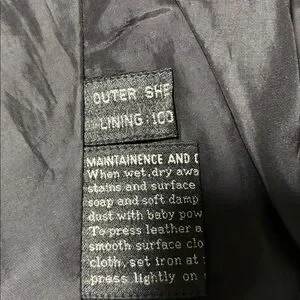 OUTER SHE
LINING: 100
MAINTAINENCE AND C
When wet, dry awa
stains and surface
soap and soft damp
dust with baby pow
To press leather a
smooth surface clo
cloth, set iron at
press lightly on